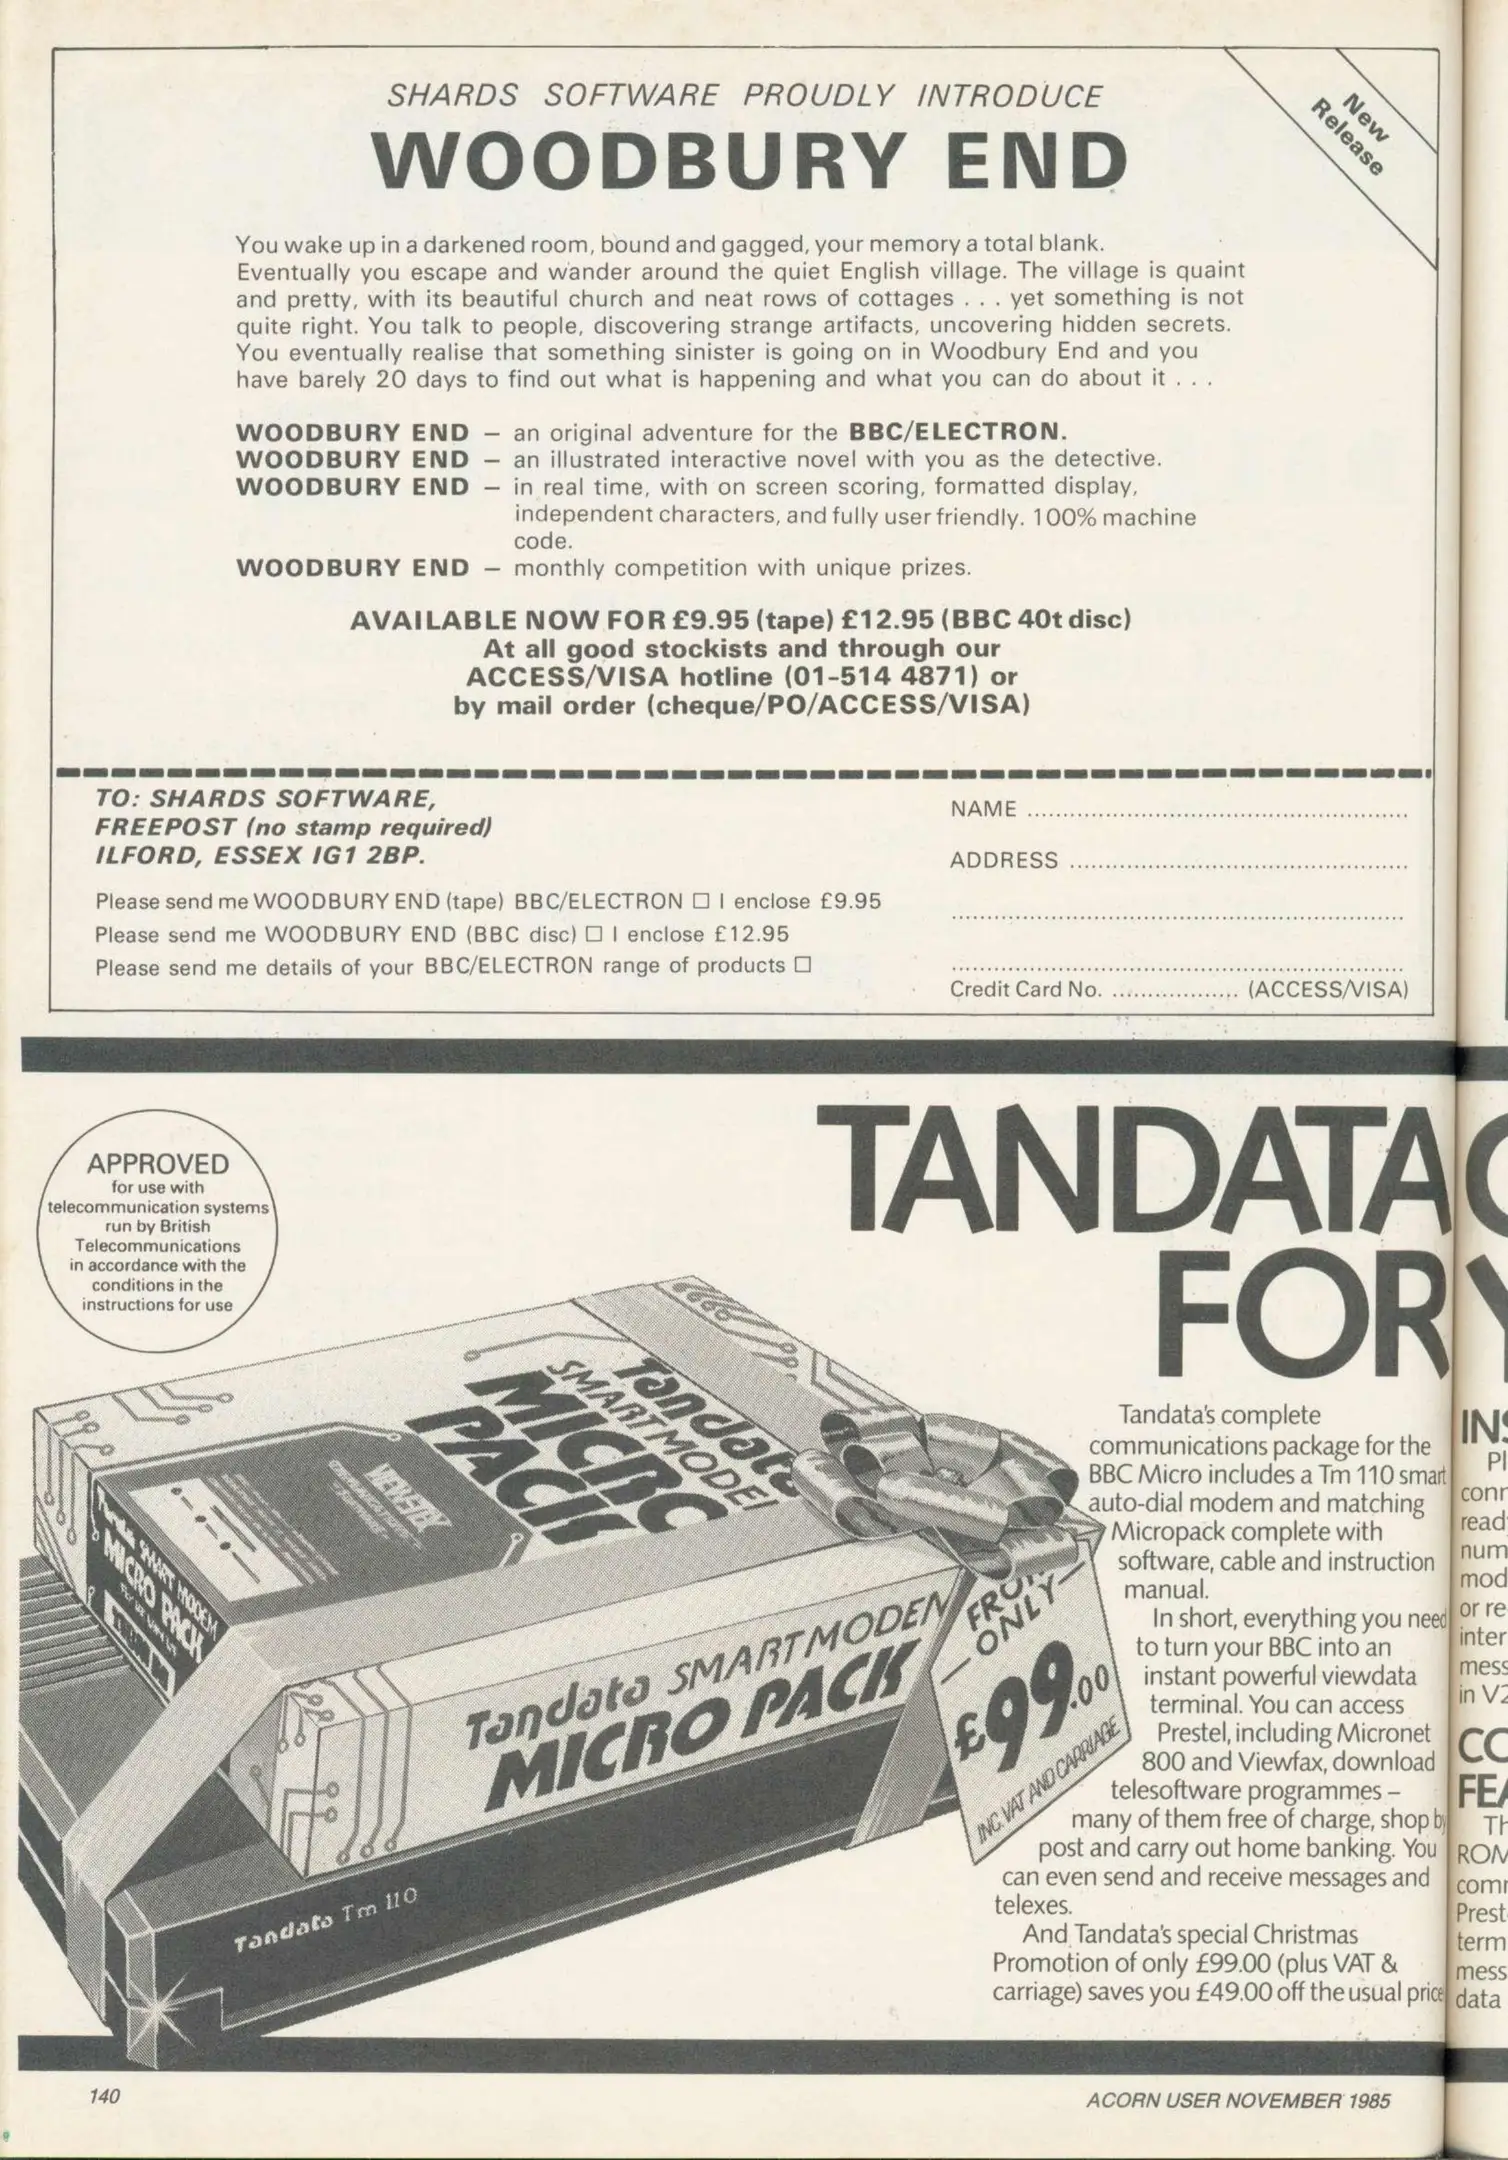 SHARDS SOFTWARE PROUDLY INTRODUCE
WOODBURY END
New
Release
You wake up in a darkened room, bound and gagged, your memory a total blank.
Eventually you escape and wander around the quiet English village. The village is quaint
and pretty, with its beautiful church and neat rows of cottages . . . yet something is not
quite right. You talk to people, discovering strange artifacts, uncovering hidden secrets.
You eventually realise that something sinister is going on in Woodbury End and you
have barely 20 days to find out what is happening and what you can do about it . . .
WOODBURY END – an original adventure for the BBC/ELECTRON.
WOODBURY END – an illustrated interactive novel with you as the detective.
WOODBURY END – in real time, with on screen scoring, formatted display,
independent characters, and fully user friendly. 100% machine
code.
WOODBURY END – monthly competition with unique prizes.
AVAILABLE NOW FOR £9.95 (tape) £12.95 (BBC 40t disc)
At all good stockists and through our
ACCESS/VISA hotline (01-514 4871) or
by mail order (cheque/PO/ACCESS/VISA)
TO: SHARDS SOFTWARE,
FREEPOST (no stamp required)
ILFORD, ESSEX IG1 2BP.
Please send me WOODBURY END (tape) BBC/ELECTRON □ I enclose £9.95
Please send me WOODBURY END (BBC disc) □ I enclose £12.95
Please send me details of your BBC/ELECTRON range of products □
NAME ....................................................
ADDRESS ...............................................
Credit Card No. .................. (ACCESS/VISA)
APPROVED
for use with
telecommunication systems
run by British
Telecommunications
in accordance with the
conditions in the
instructions for use
TANDATA
FOR
Tandata
SMART MODEM
MICRO
PACK
Tandata SMART MODEM
MICRO PACK
Tandata SMART MODEM
MICRO PACK
Tandata Tm 110
FROM
ONLY
£99.00
INC. VAT AND CARRIAGE
Tandata's complete
communications package for the
BBC Micro includes a Tm 110 smart
auto-dial modem and matching
Micropack complete with
software, cable and instruction
manual.
In short, everything you need
to turn your BBC into an
instant powerful viewdata
terminal. You can access
Prestel, including Micronet
800 and Viewfax, download
telesoftware programmes –
many of them free of charge, shop by
post and carry out home banking. You
can even send and receive messages and
telexes.
And Tandata's special Christmas
Promotion of only £99.00 (plus VAT &
carriage) saves you £49.00 off the usual price
140
ACORN USER NOVEMBER 1985